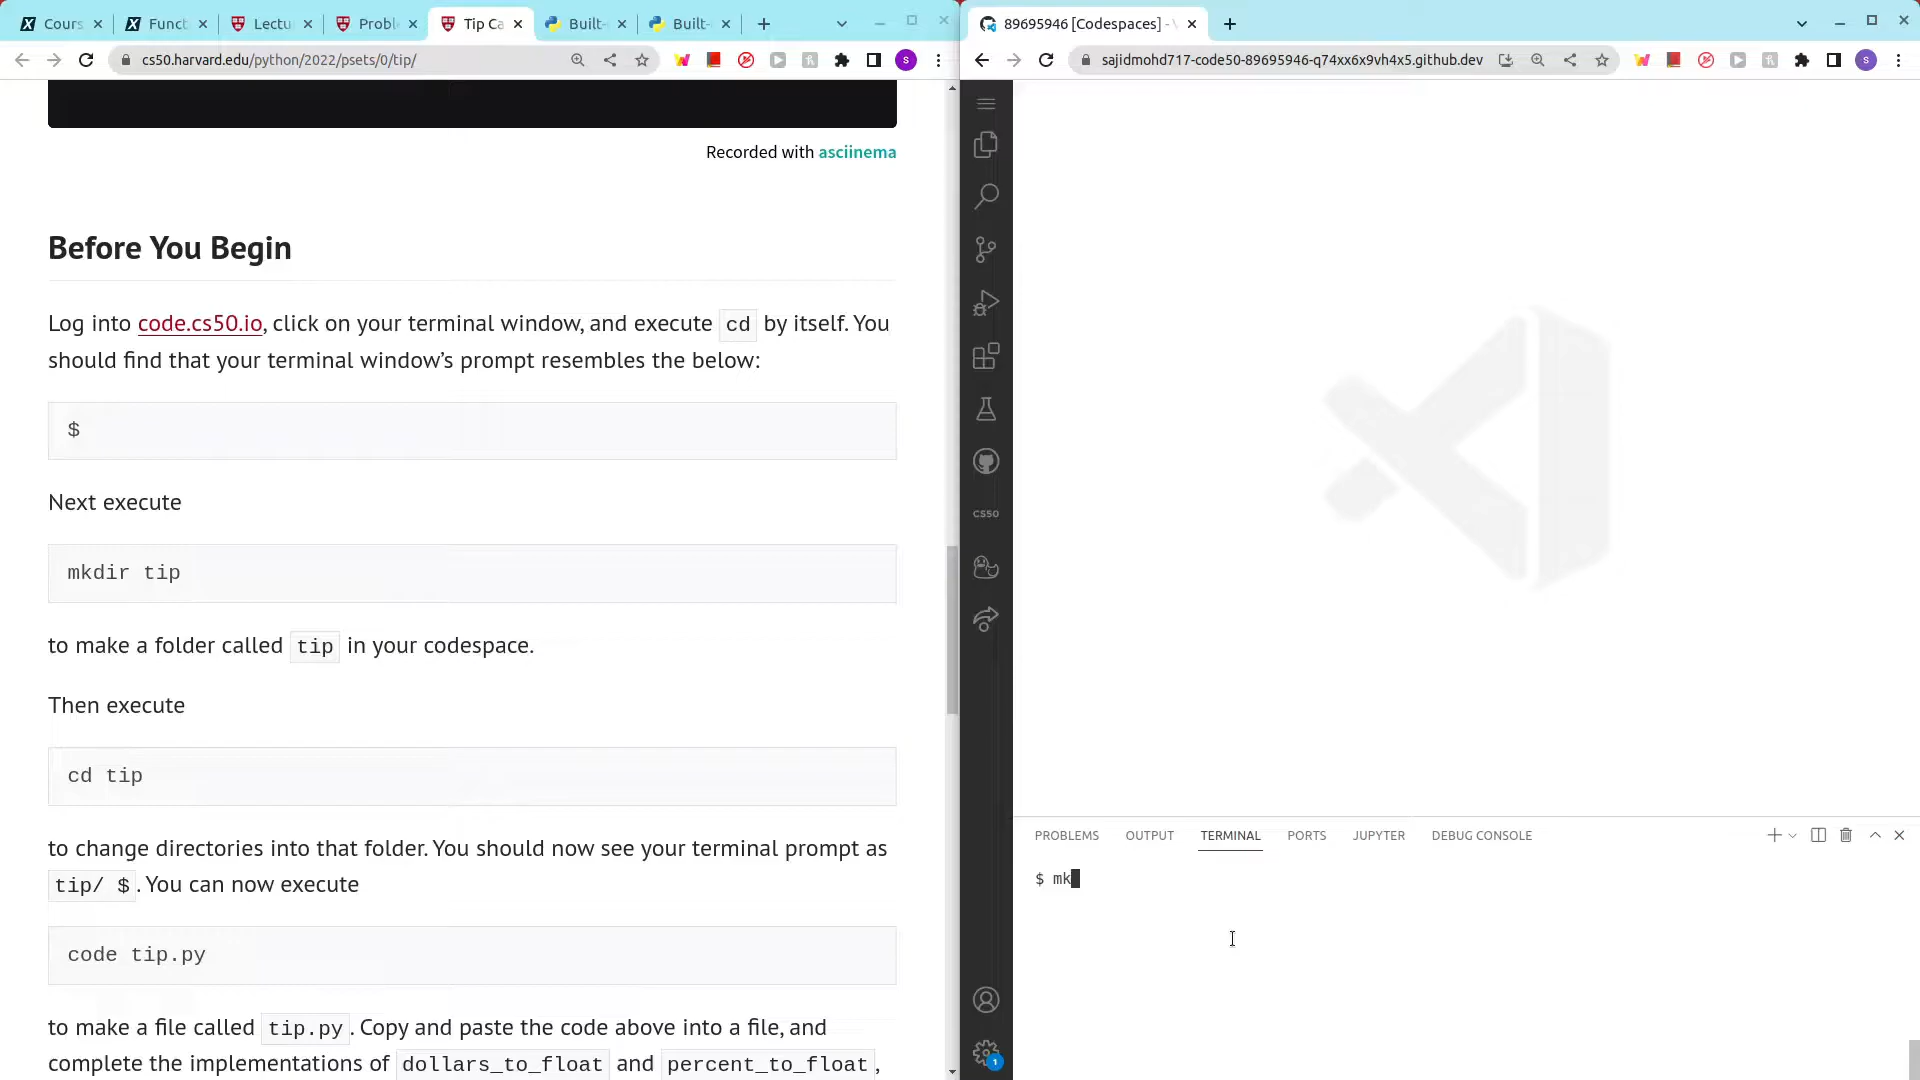 Cours
Funct
Lectu
Probl
Tip Ca
Built-
Built-
cs50.harvard.edu/python/2022/psets/0/tip/
S
Recorded with asciinema
Before You Begin
Log into code.cs50.io, click on your terminal window, and execute cd by itself. You
should find that your terminal window’s prompt resembles the below:
$
Next execute
mkdir tip
to make a folder called tip in your codespace.
Then execute
cd tip
to change directories into that folder. You should now see your terminal prompt as
tip/ $. You can now execute
code tip.py
to make a file called tip.py. Copy and paste the code above into a file, and
complete the implementations of dollars_to_float and percent_to_float,
89695946 [Codespaces] -
sajidmohd717-code50-89695946-q74xx6x9vh4x5.github.dev
S
CS50
PROBLEMS OUTPUT TERMINAL PORTS JUPYTER DEBUG CONSOLE
$ mk
1